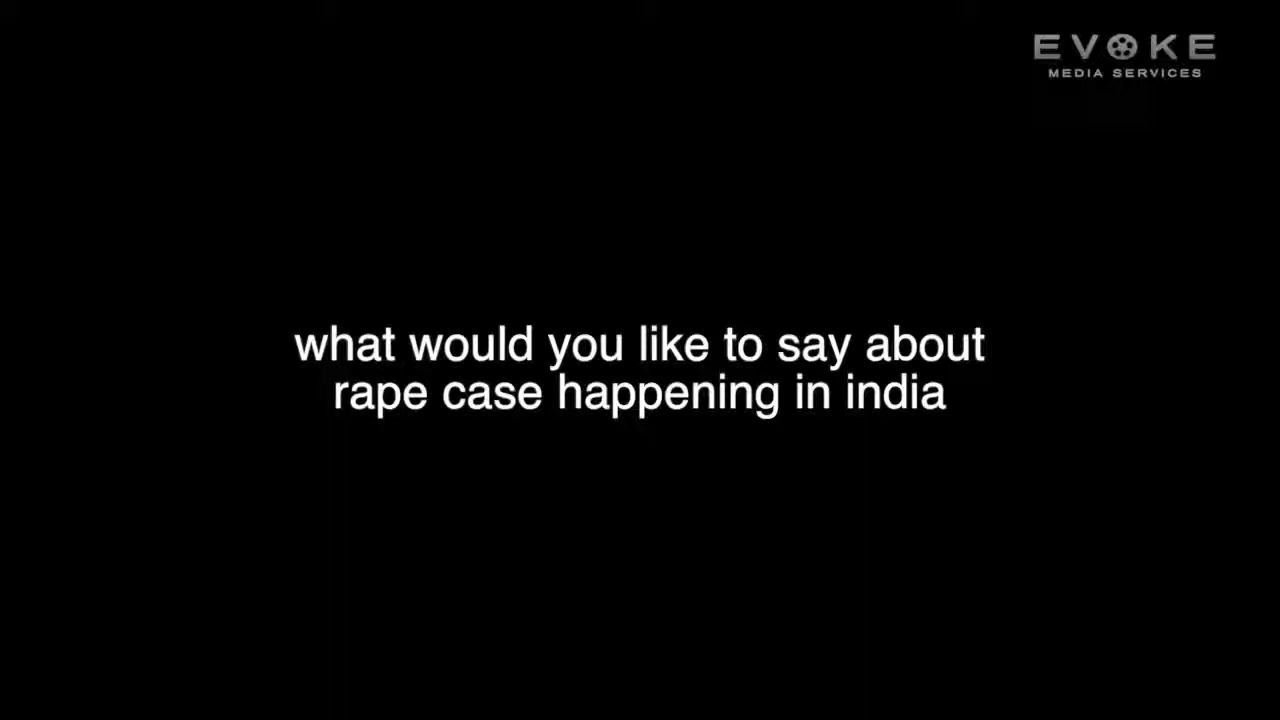 EVOKE
MEDIA SERVICES
what would you like to say about
rape case happening in india